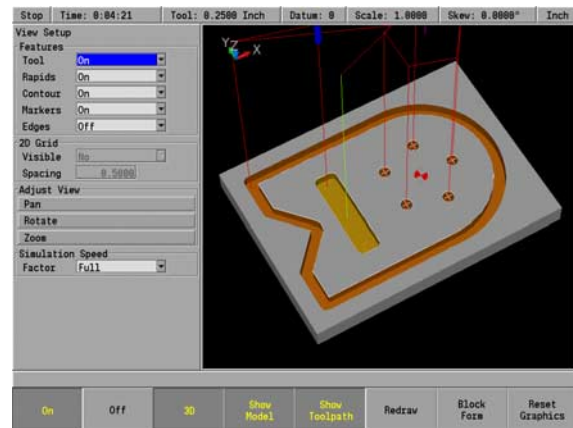 Stop Time: 0:04:21 Tool: 0.2500 Inch Datum: 0 Scale: 1.0000 Skew: 0.0000° Inch
View Setup
Features
Tool On
Rapids On
Contour On
Markers On
Edges Off
2D Grid
Visible No
Spacing 0.5000
Adjust View
Pan
Rotate
Zoom
Simulation Speed
Factor Full
Y Z X
On Off 3D Show Model Show Toolpath Redraw Block Form Reset Graphics